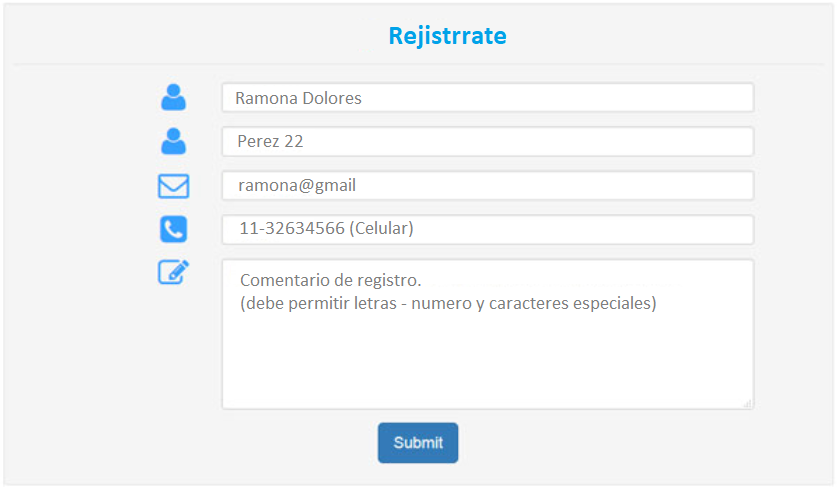 Rejistrrate
Ramona Dolores
Perez 22
ramona@gmail
11-32634566 (Celular)
Comentario de registro.
(debe permitir letras - numero y caracteres especiales)
Submit